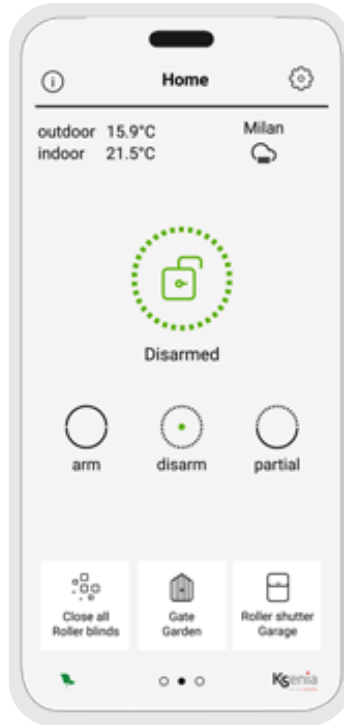 Home
outdoor 15.9°C
Milan
indoor 21.5°C
Disarmed
arm disarm partial
Close all
Roller blinds
Gate
Garden
Roller shutter
Garage
Ksenia